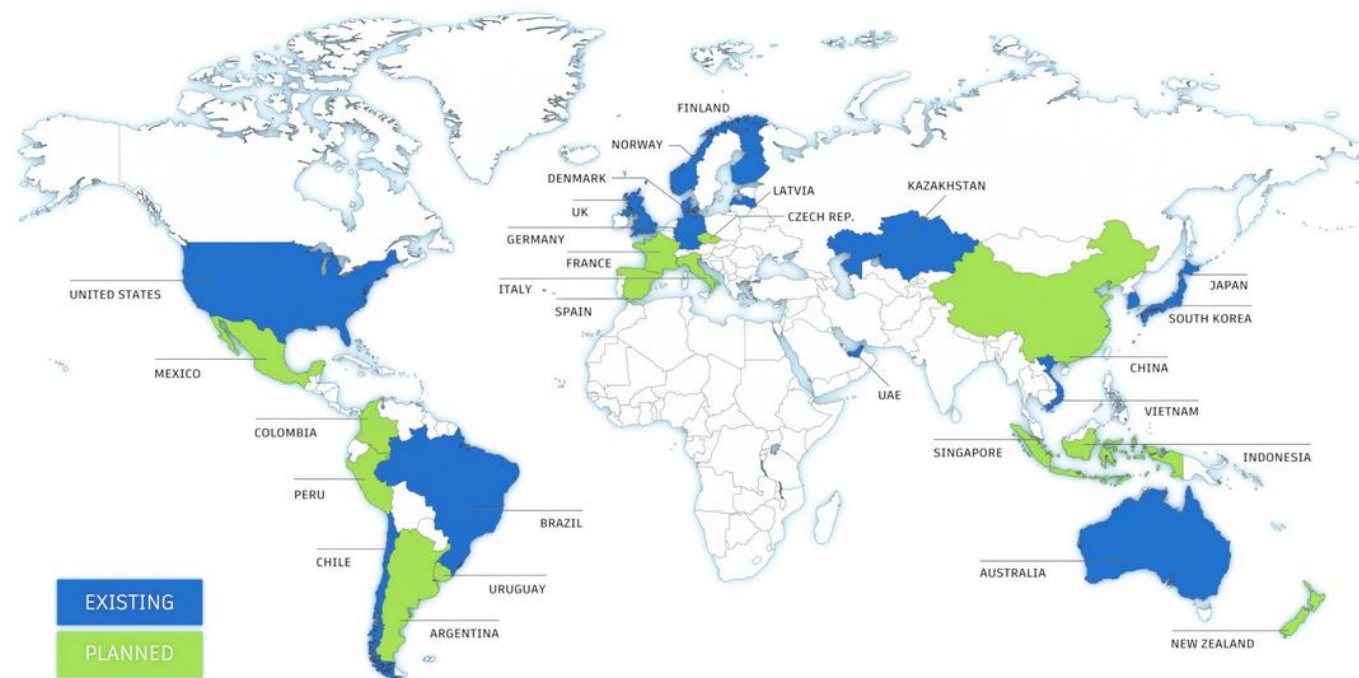 FINLAND
NORWAY
DENMARK
LATVIA
KAZAKHSTAN
UK
CZECH REP.
GERMANY
FRANCE
ITALY
JAPAN
UNITED STATES
SPAIN
SOUTH KOREA
CHINA
MEXICO
UAE
VIETNAM
COLOMBIA
SINGAPORE
INDONESIA
PERU
BRAZIL
CHILE
AUSTRALIA
URUGUAY
EXISTING
ARGENTINA
NEW ZEALAND
PLANNED